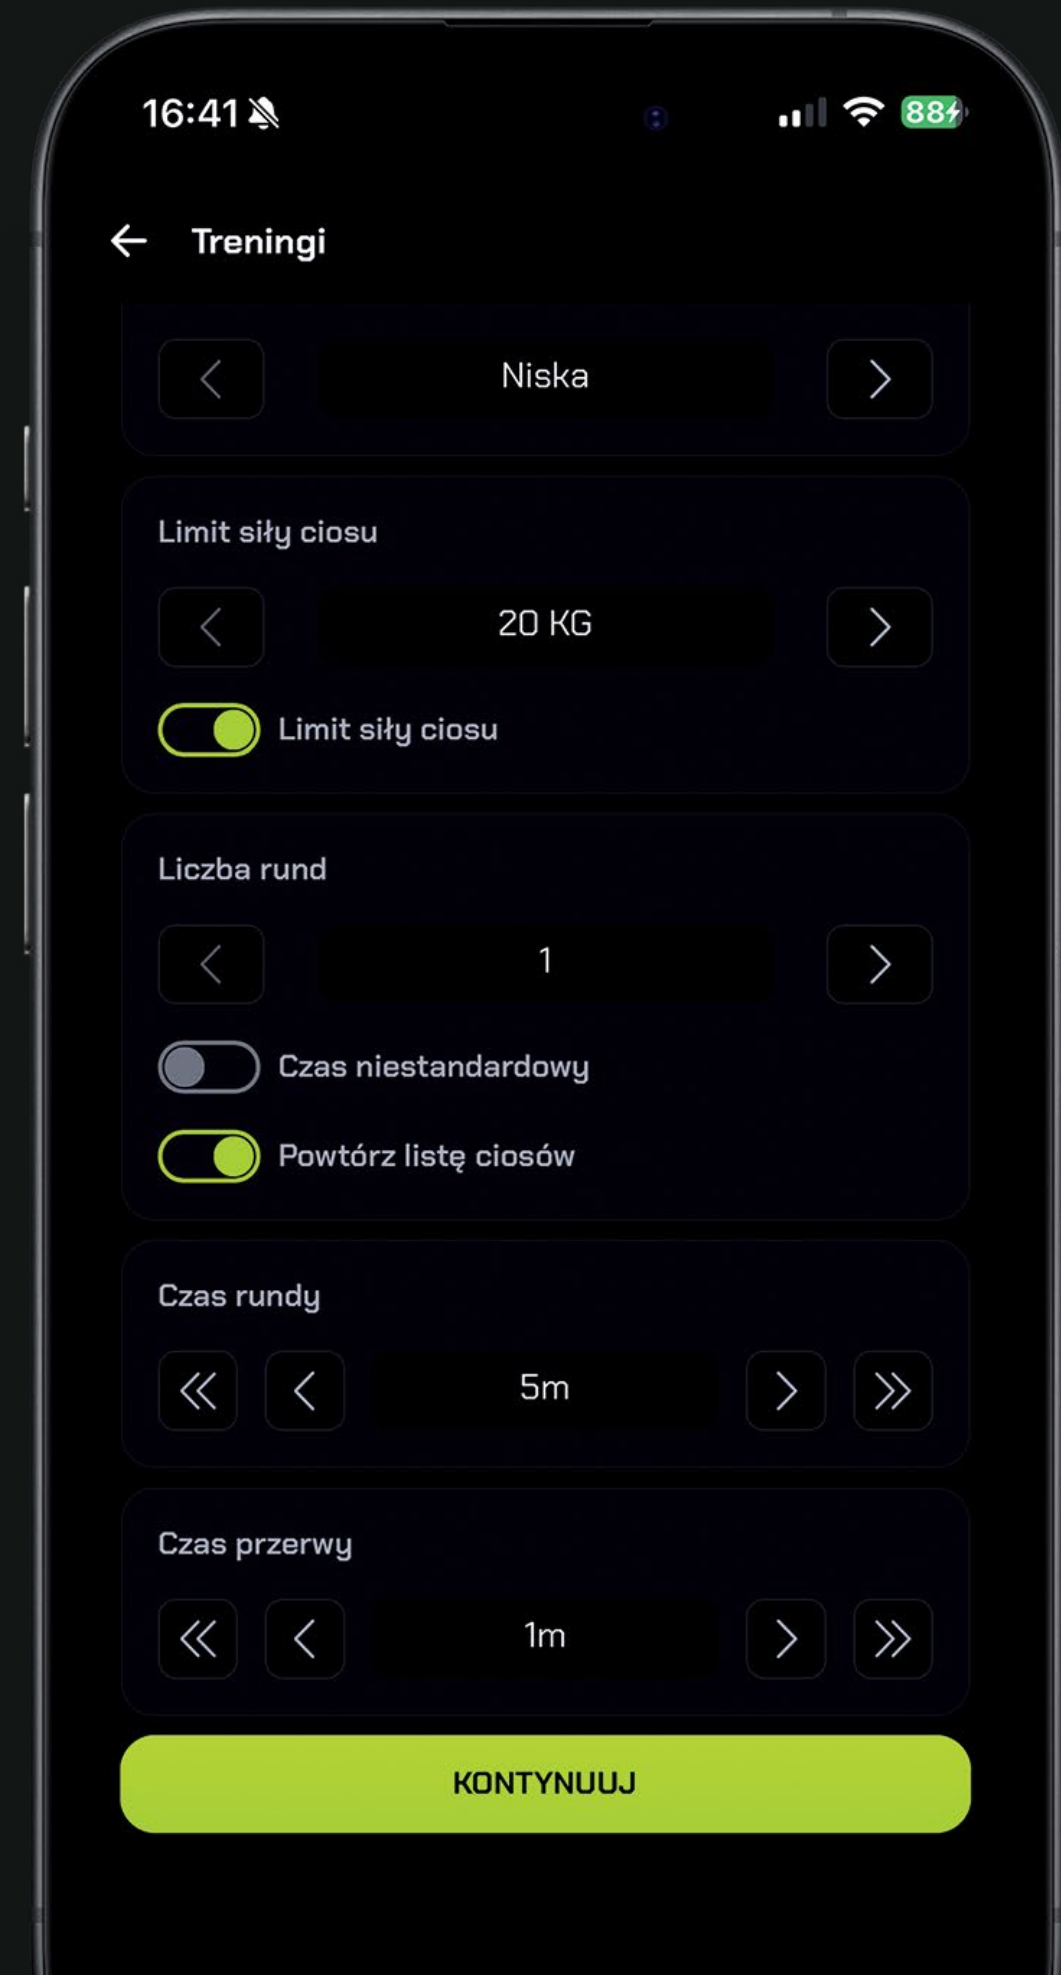 16:41
88
Treningi
Niska
Limit siły ciosu
20 KG
Limit siły ciosu
Liczba rund
1
Czas niestandardowy
Powtórz listę ciosów
Czas rundy
5m
Czas przerwy
1m
KONTYNUUJ